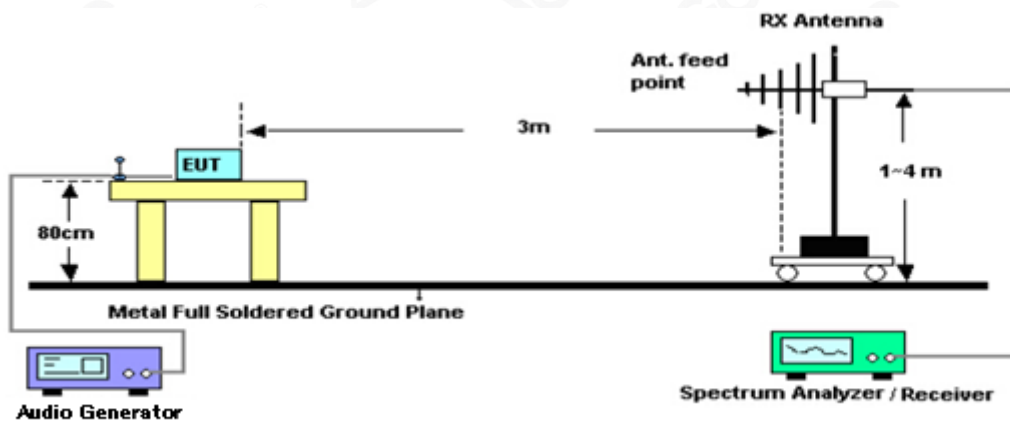 RX Antenna
Ant. feed
point
3m
EUT
1~4 m
80cm
Metal Full Soldered Ground Plane
Spectrum Analyzer / Receiver
Audio Generator